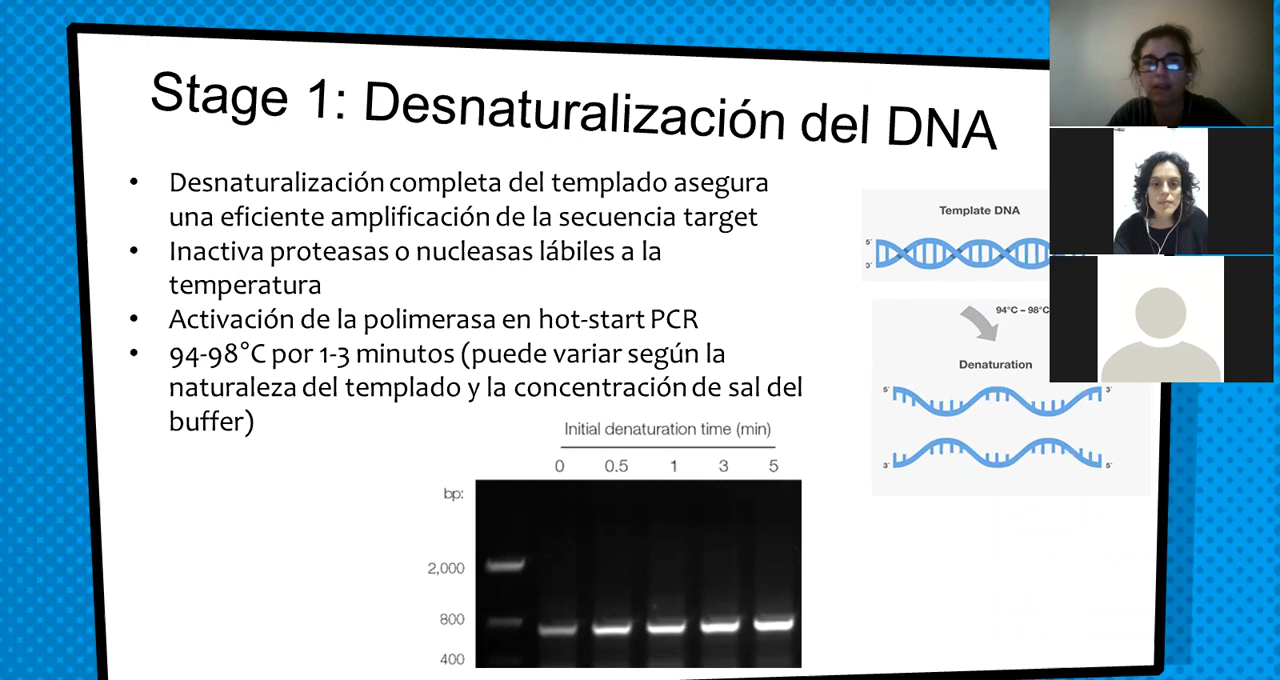 Stage 1: Desnaturalización del DNA
• Desnaturalización completa del templado asegura
una eficiente amplificación de la secuencia target
• Inactiva proteasas o nucleasas lábiles a la
temperatura
• Activación de la polimerasa en hot-start PCR
• 94-98°C por 1-3 minutos (puede variar según la
naturaleza del templado y la concentración de sal del
buffer)
Initial denaturation time (min)
0 0.5 1 3 5
bp:
2,000
800
400
Template DNA
5'
3'
94°C – 98°C
Denaturation
5' 3'
3' 5'